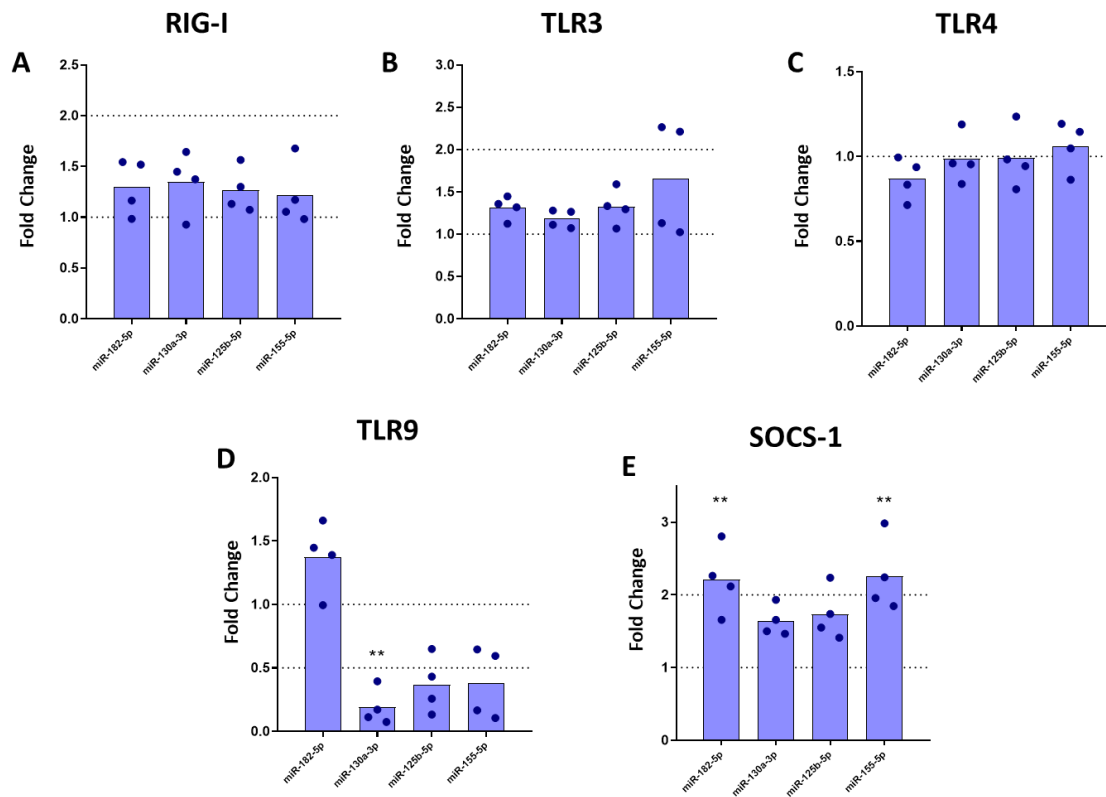 RIG-I
A
Fold Change
2.5
2.0
1.5
1.0
0.5
0.0
miR-182-5p
miR-130a-3p
miR-125b-5p
miR-155-5p
TLR3
B
Fold Change
3.0
2.5
2.0
1.5
1.0
0.5
0.0
miR-182-5p
miR-130a-3p
miR-125b-5p
miR-155-5p
TLR4
C
Fold Change
1.5
1.0
0.5
0.0
miR-182-5p
miR-130a-3p
miR-125b-5p
miR-155-5p
TLR9
D
Fold Change
2.0
1.5
1.0
0.5
0.0
**
miR-182-5p
miR-130a-3p
miR-125b-5p
miR-155-5p
SOCS-1
E
Fold Change
3
2
1
0
** **
miR-182-5p
miR-130a-3p
miR-125b-5p
miR-155-5p